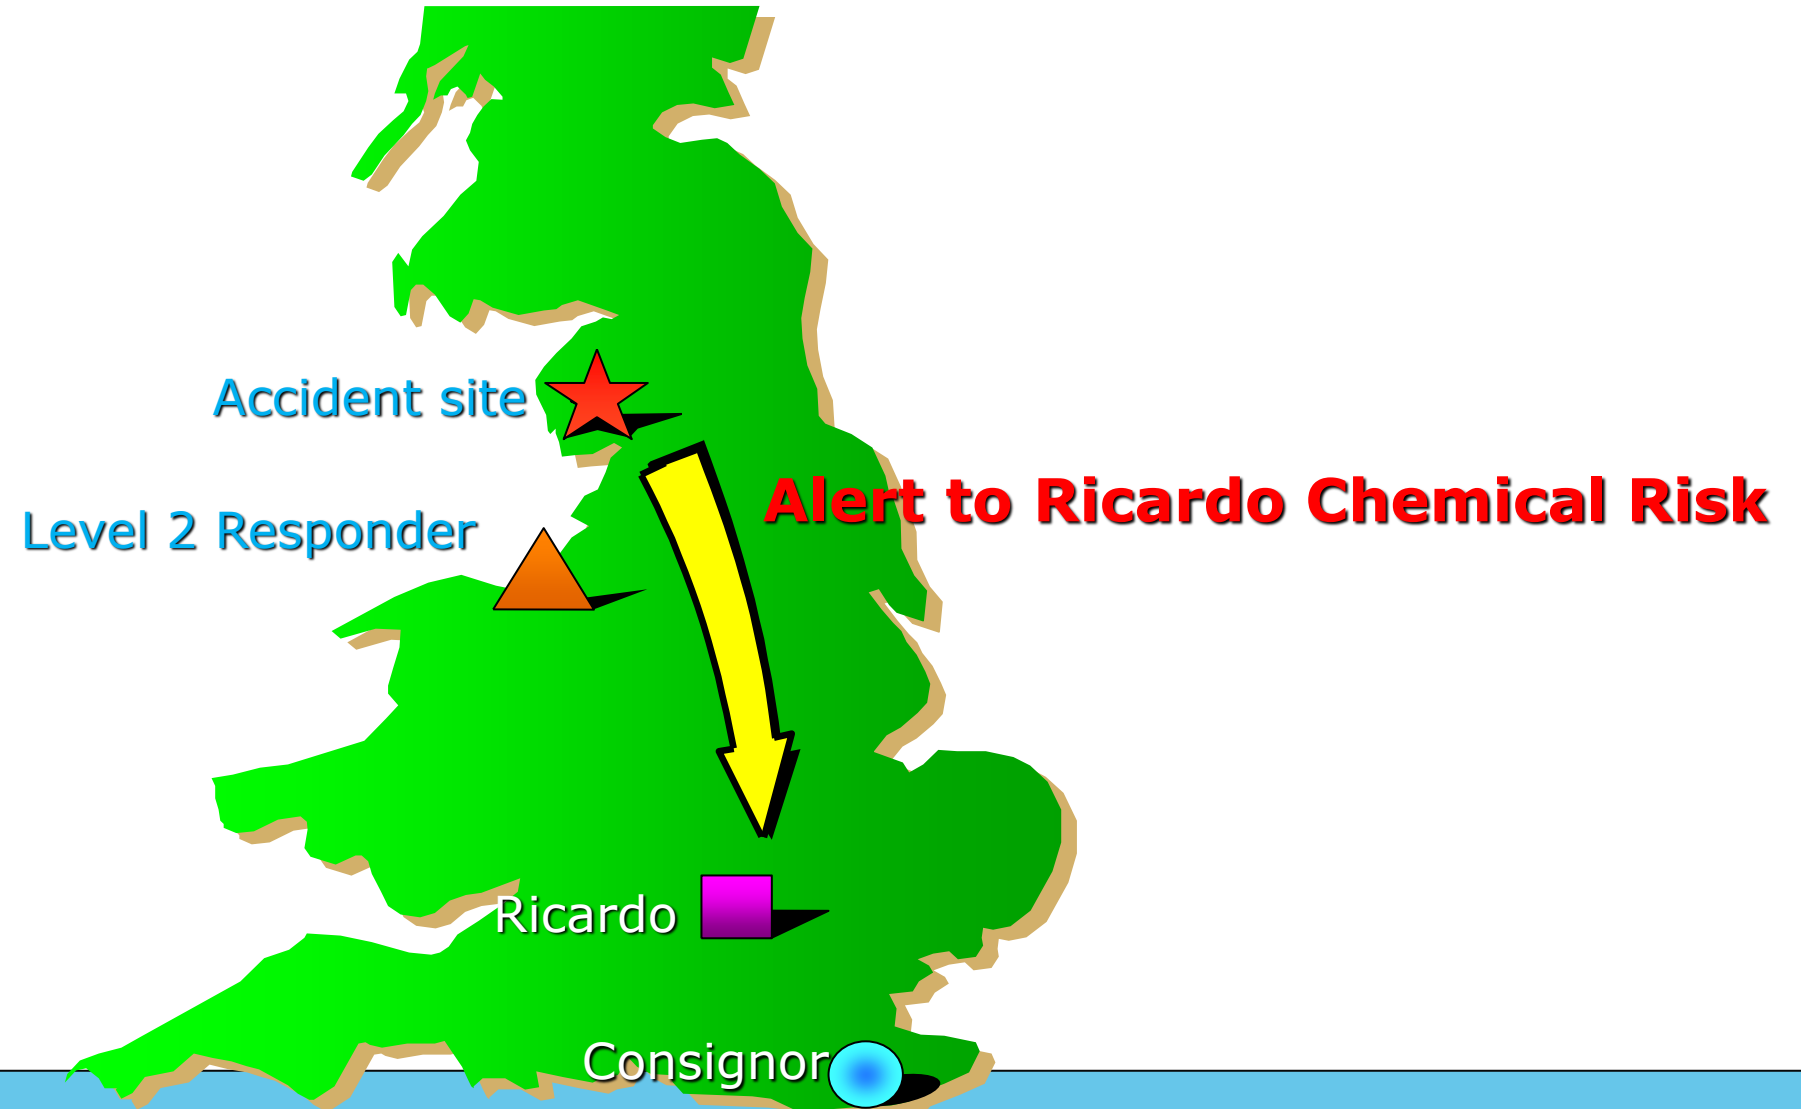 Accident site
Alert to Ricardo Chemical Risk
Level 2 Responder
Ricardo
Consignor